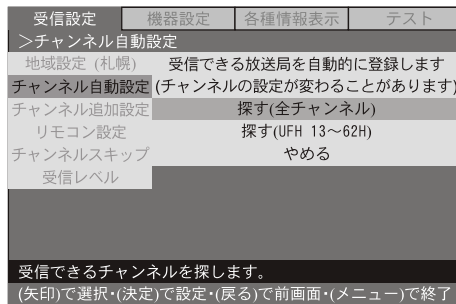 受信設定 機器設定 各種情報表示 テスト
＞チャンネル自動設定
地域設定 (札幌) 受信できる放送局を自動的に登録します
チャンネル自動設定 (チャンネルの設定が変わることがあります)
チャンネル追加設定 探す(全チャンネル)
リモコン設定 探す(UFH 13～62H)
チャンネルスキップ やめる
受信レベル
受信できるチャンネルを探します。
(矢印)で選択・(決定)で設定・(戻る)で前画面・(メニュー)で終了